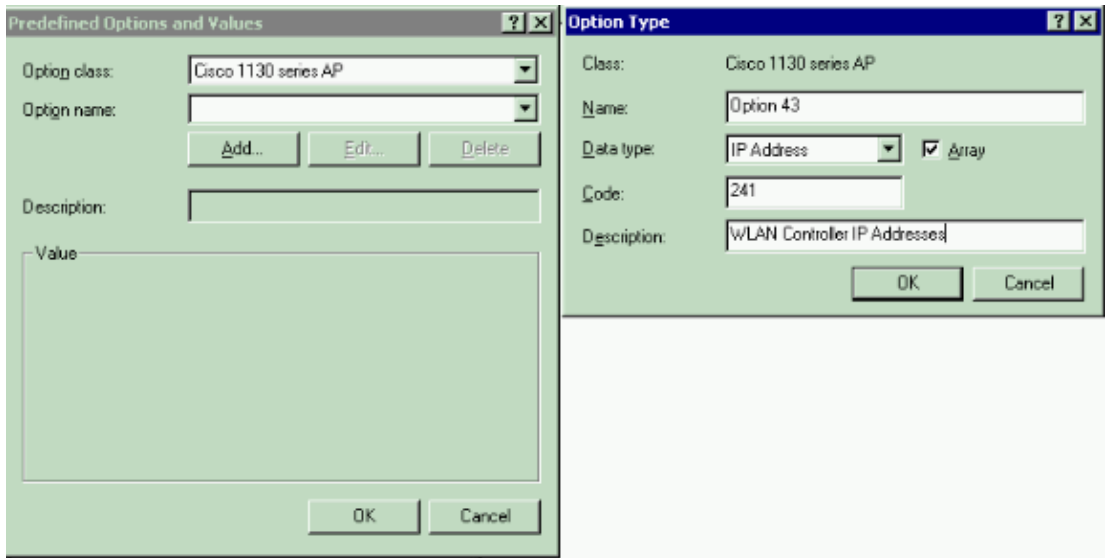 Predefined Options and Values
Option class:
Cisco 1130 series AP
Option name:
Add...
Edit...
Delete
Description:
Value
OK
Cancel
Option Type
Class:
Cisco 1130 series AP
Name:
Option 43
Data type:
IP Address
Array
Code:
241
Description:
WLAN Controller IP Addresses
OK
Cancel